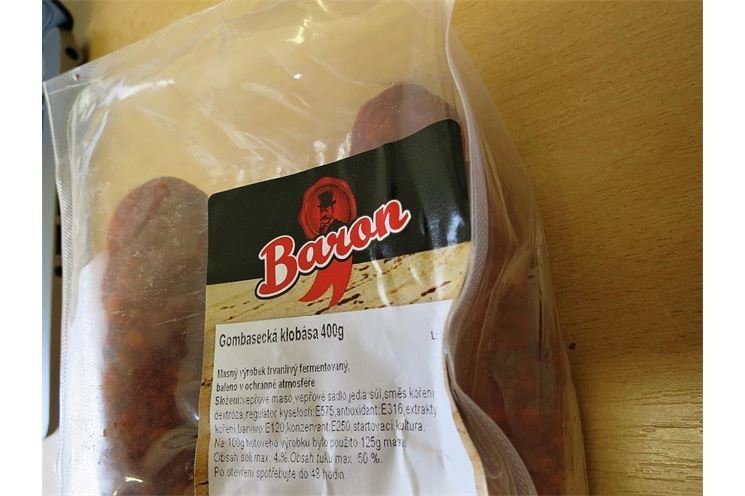 Baron
Gombasecká klobása 400g
L:
Masný výrobek trvanlivý fermentovaný,
baleno v ochranné atmosféře
Složení:vepřové maso,vepřové sádlo,jedlá sůl,směs koření,
dextróza,regulátor kyselosti:E575,antioxidant:E316,extrakty
koření,barvivo:E120,konzervant:E250,startovací kultura.
Na 100g hotového výrobku bylo použito 125g masa.
Obsah soli max. 4.%.Obsah tuku max. 50 %.
Po otevření spotřebujte do 48 hodin.